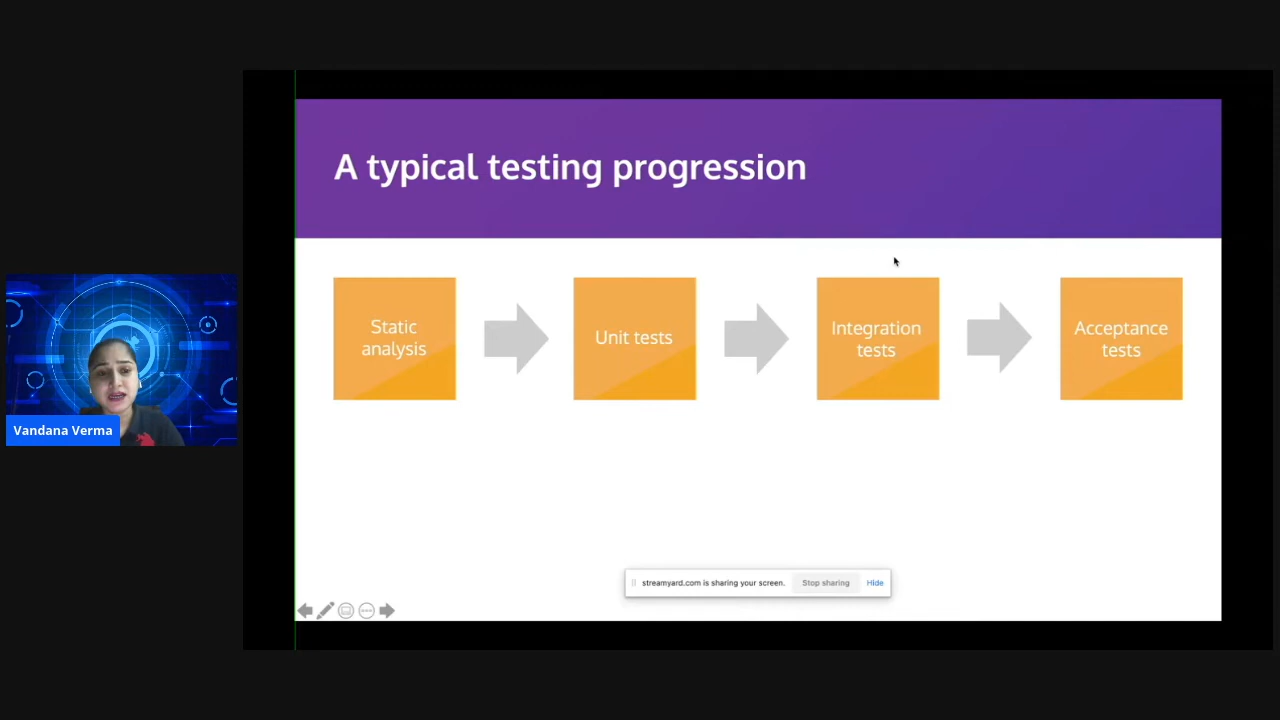 A typical testing progression
Static
analysis
Unit tests
Integration
tests
Acceptance
tests
Vandana Verma
streamyard.com is sharing your screen.
Stop sharing
Hide